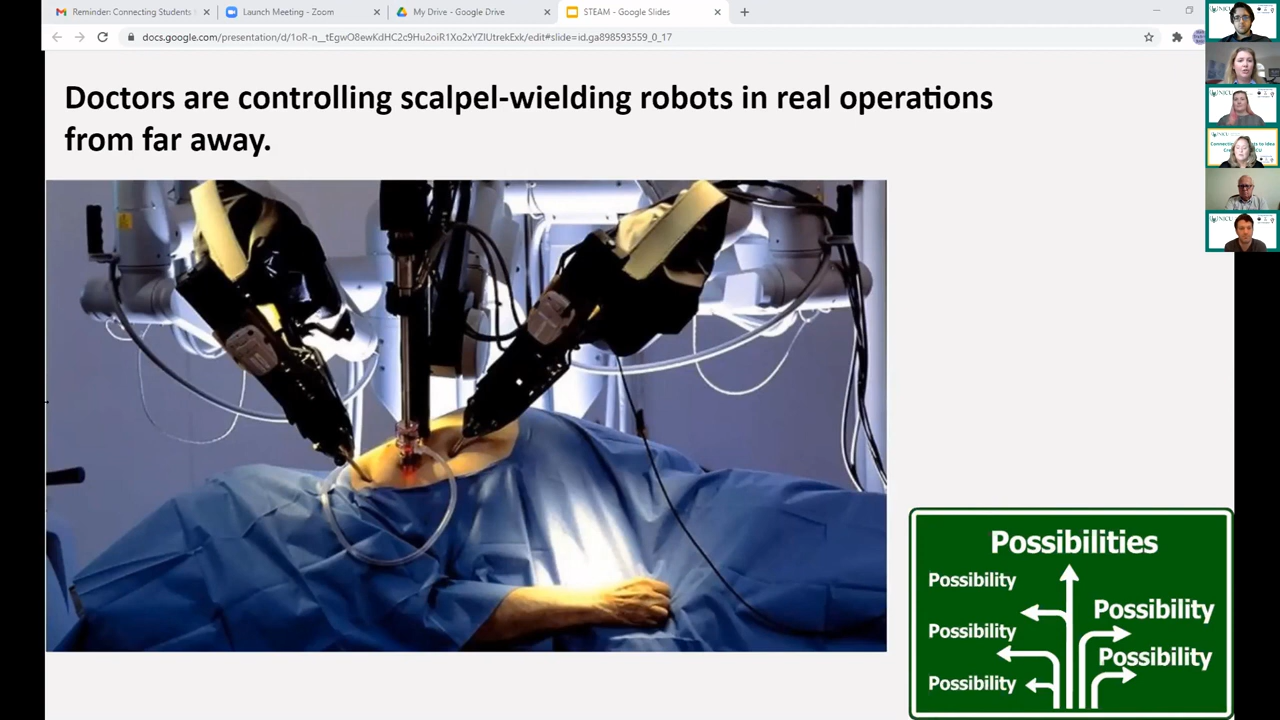 Reminder: Connecting Students
Launch Meeting - Zoom
My Drive - Google Drive
STEAM - Google Slides
docs.google.com/presentation/d/1oR-n__tEgwO8ewKdHC2c9Hu2oiR1Xo2xYZIUtrekExk/edit#slide=id.ga898593559_0_17
Doctors are controlling scalpel-wielding robots in real operations
from far away.
Possibilities
Possibility
Possibility
Possibility
Possibility
Possibility